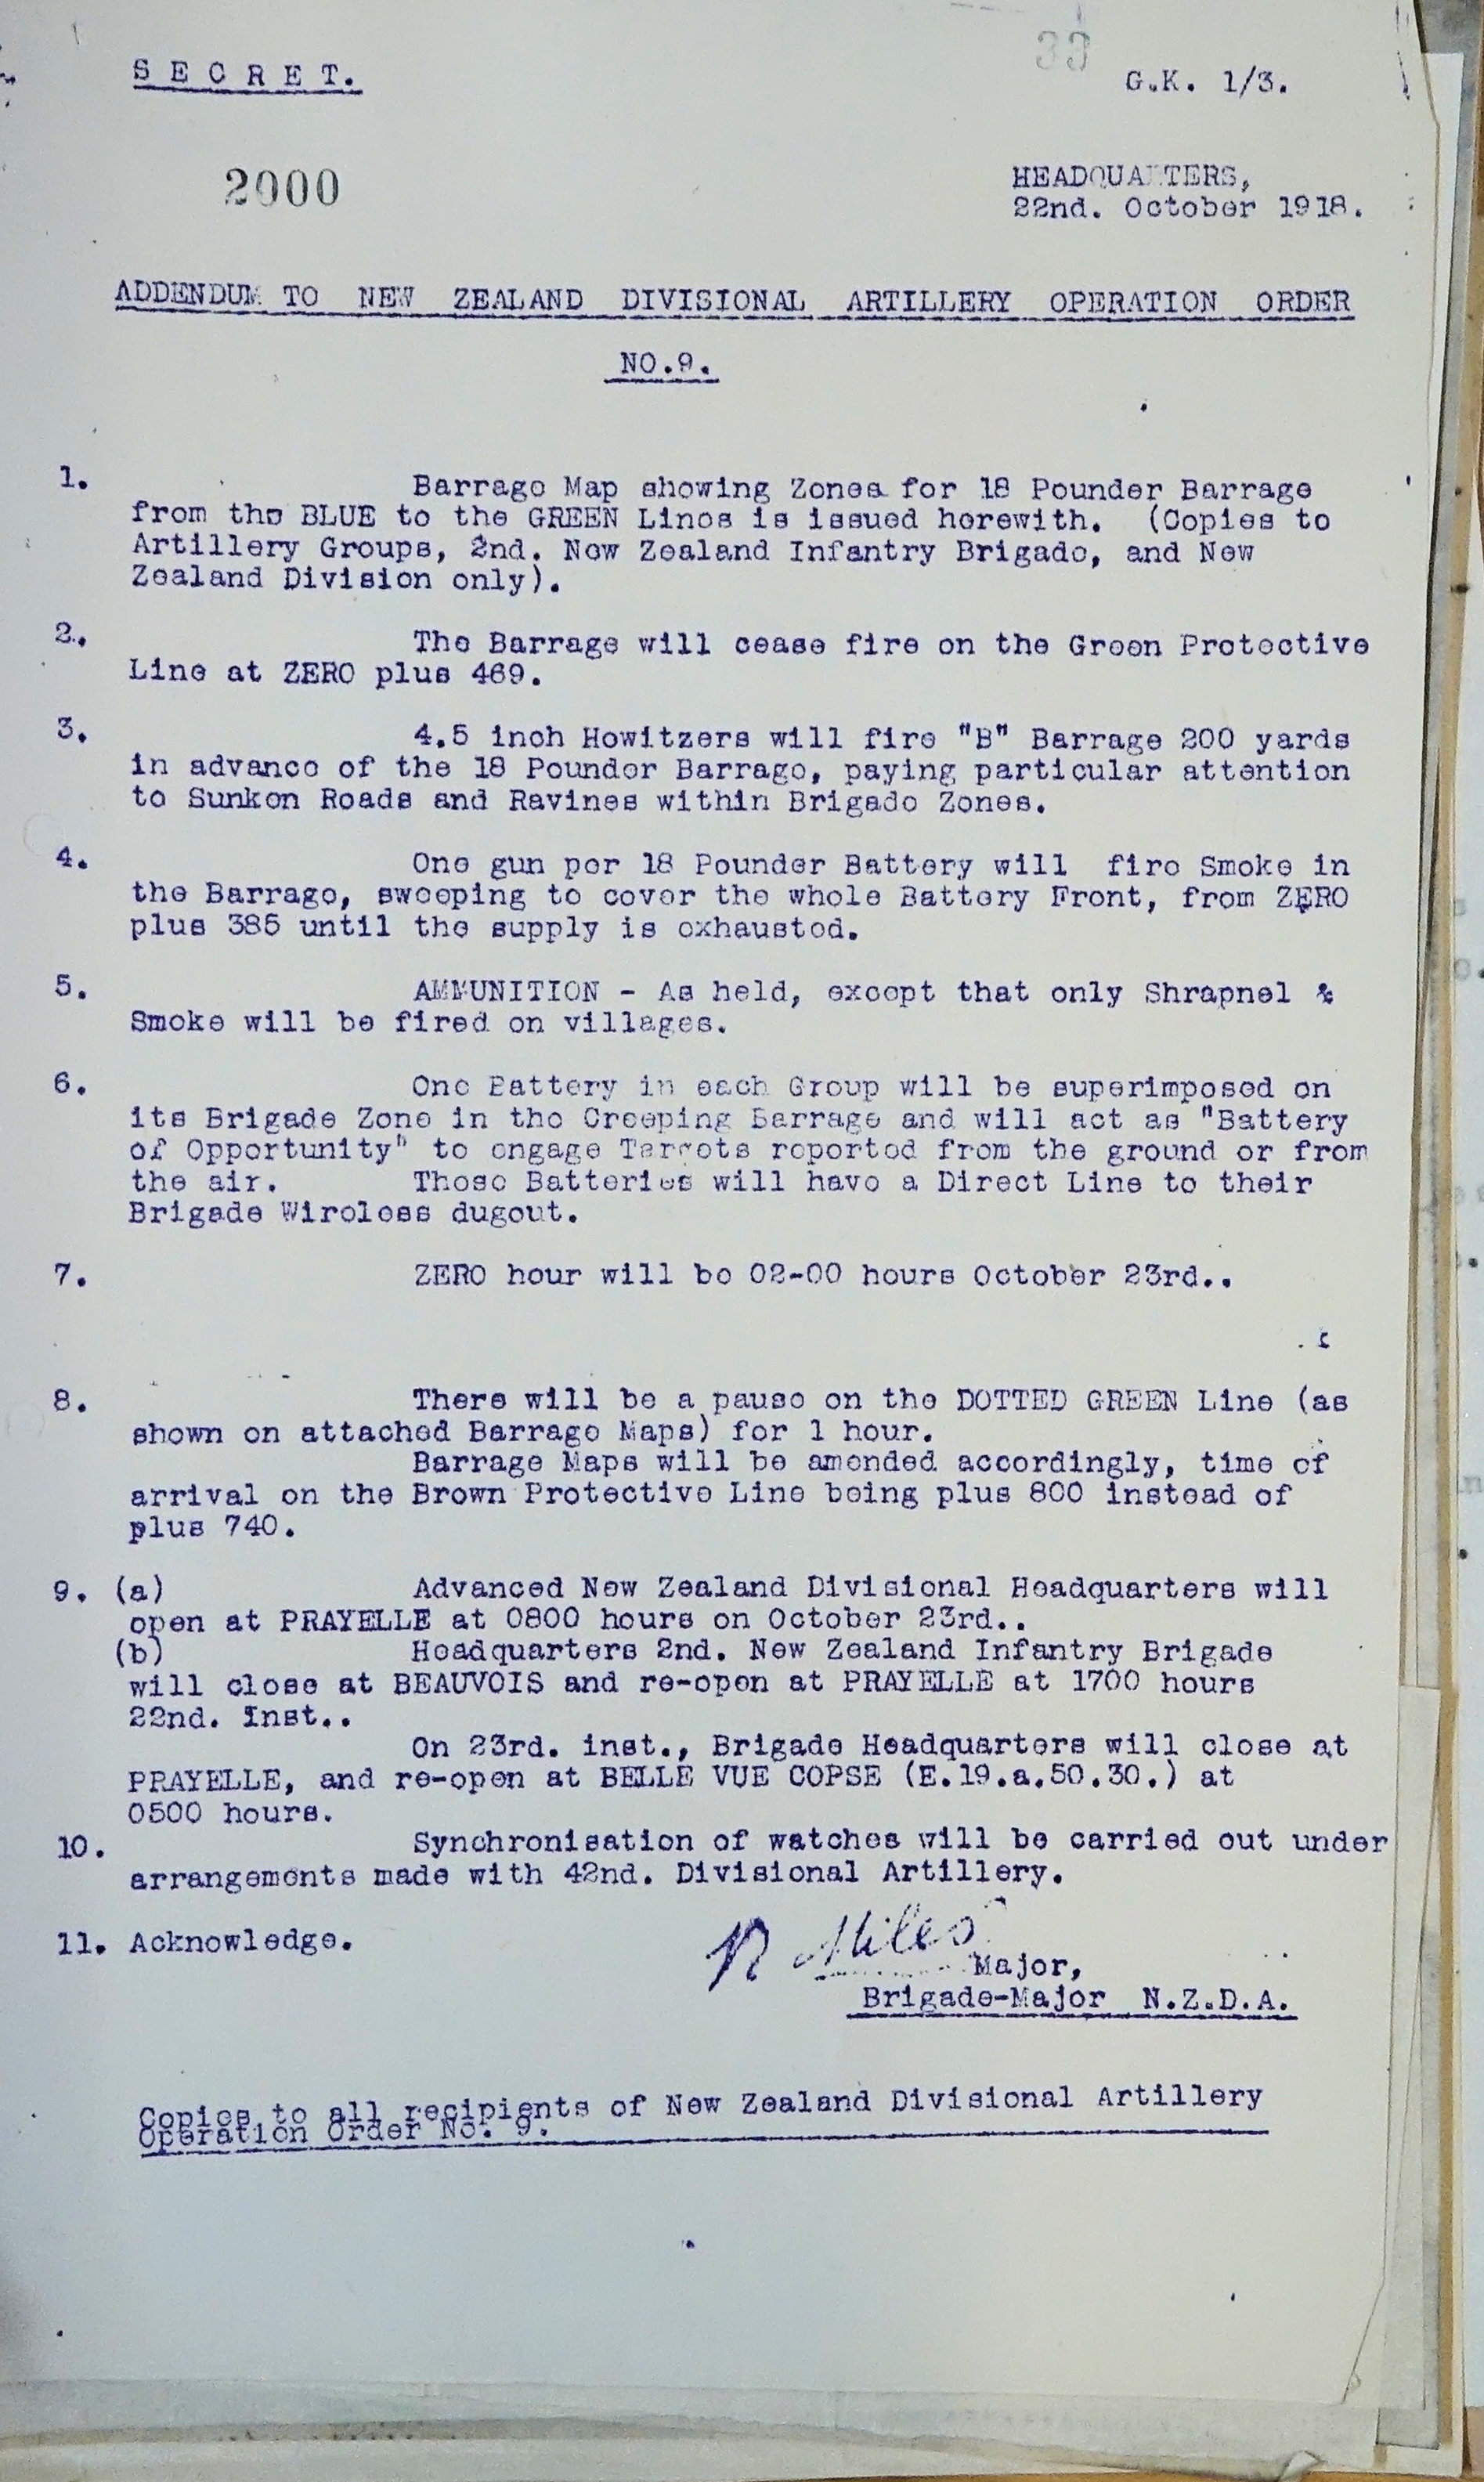 33
S E C R E T.
G.K. 1/3.
2000
HEADQUARTERS,
22nd. October 1918.
ADDENDUM TO NEW ZEALAND DIVISIONAL ARTILLERY OPERATION ORDER
NO.9.
1. Barrage Map showing Zones for 18 Pounder Barrage
from the BLUE to the GREEN Lines is issued herewith. (Copies to
Artillery Groups, 2nd. New Zealand Infantry Brigade, and New
Zealand Division only).
2. The Barrage will cease fire on the Green Protective
Line at ZERO plus 469.
3. 4.5 inch Howitzers will fire "B" Barrage 200 yards
in advance of the 18 Pounder Barrage, paying particular attention
to Sunken Roads and Ravines within Brigade Zones.
4. One gun per 18 Pounder Battery will fire Smoke in
the Barrage, sweeping to cover the whole Battery Front, from ZERO
plus 385 until the supply is exhausted.
5. AMMUNITION - As held, except that only Shrapnel &
Smoke will be fired on villages.
6. One Battery in each Group will be superimposed on
its Brigade Zone in the Creeping Barrage and will act as "Battery
of Opportunity" to engage Targets reported from the ground or from
the air. These Batteries will have a Direct Line to their
Brigade Wireless dugout.
7. ZERO hour will be 02-00 hours October 23rd..
8. There will be a pause on the DOTTED GREEN Line (as
shown on attached Barrage Maps) for 1 hour.
Barrage Maps will be amended accordingly, time of
arrival on the Brown Protective Line being plus 800 instead of
plus 740.
9. (a) Advanced New Zealand Divisional Headquarters will
open at PRAYELLE at 0800 hours on October 23rd..
(b) Headquarters 2nd. New Zealand Infantry Brigade
will close at BEAUVOIS and re-open at PRAYELLE at 1700 hours
22nd. Inst..
On 23rd. inst., Brigade Headquarters will close at
PRAYELLE, and re-open at BELLE VUE COPSE (E.19.a.50.30.) at
0500 hours.
10. Synchronisation of watches will be carried out under
arrangements made with 42nd. Divisional Artillery.
11. Acknowledge.
R Miles
Major,
Brigade-Major N.Z.D.A.
Copies to all recipients of New Zealand Divisional Artillery
Operation Order No. 9.